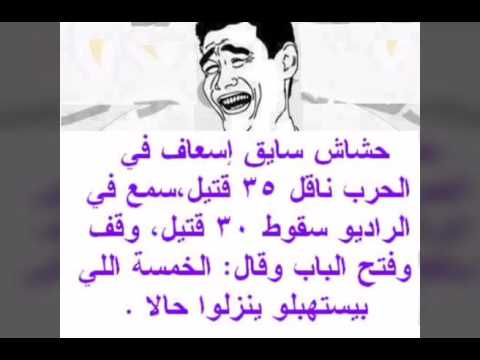 حشاش سايق إسعاف في
الحرب ناقل ٣٥ قتيل،سمع في
الراديو سقوط ٣٠ قتيل، وقف
وفتح الباب وقال: الخمسة اللي
بيستهبلو ينزلوا حالا .